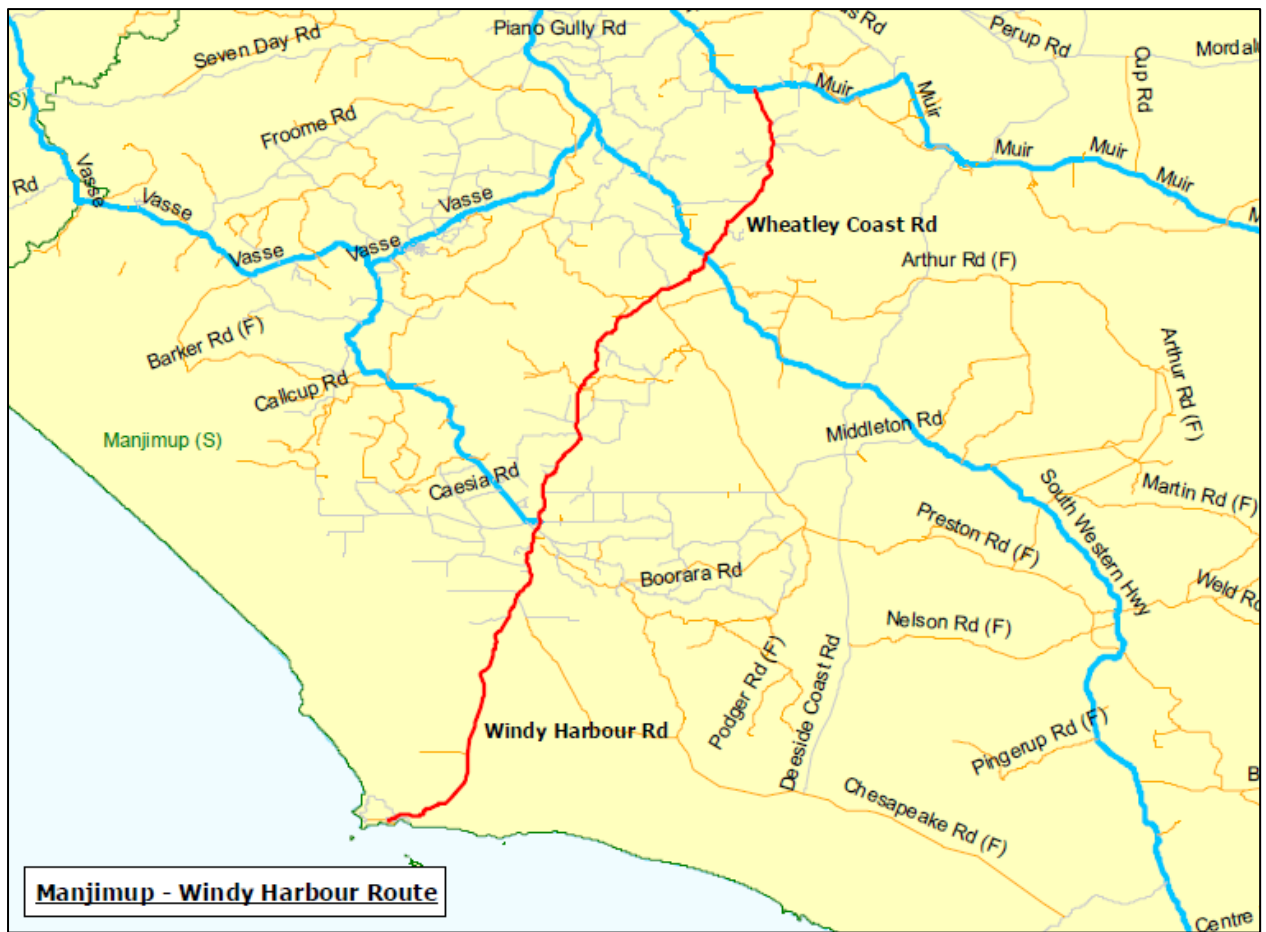 Piano Gully Rd
us Rd
Perup Rd
Mordal
Seven Day Rd
Cup Rd
S)
Muir
Muir
Froome Rd
Muir
Muir
Muir
Rd
Vasse
Vasse
Vasse
M
Wheatley Coast Rd
Vasse
Vasse
Arthur Rd (F)
Barker Rd (F)
Arthur Rd (F)
Callcup Rd
Manjimup (S)
Middleton Rd
Caesia Rd
South Western Hwy
Martin Rd (F)
Preston Rd (F)
Boorara Rd
Weld Rd
Nelson Rd (F)
Podger Rd (F)
Deeside Coast Rd
Windy Harbour Rd
Pingerup Rd (F)
B
Chesapeake Rd (F)
Manjimup - Windy Harbour Route
Centre